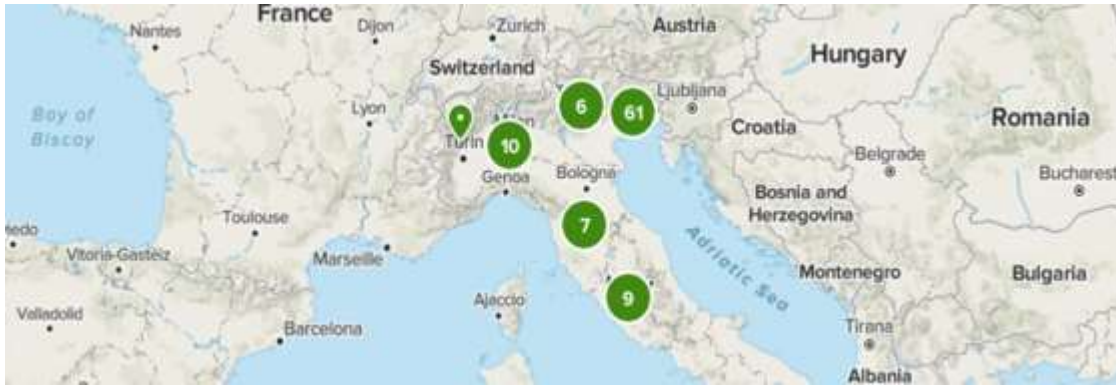 France
Austria
Nantes
Dijon
Zurich
Hungary
Switzerland
Bay of
Biscay
Lyon
6
61
Ljubljana
Romania
Turin
10
Croatia
Belgrade
Genoa
Bologna
Bucharest
Bosnia and
Herzegovina
Toulouse
7
Adriatic Sea
Vitoria-Gasteiz
Marseille
Montenegro
Bulgaria
9
Ajaccio
Valladolid
Barcelona
Tirana
Albania